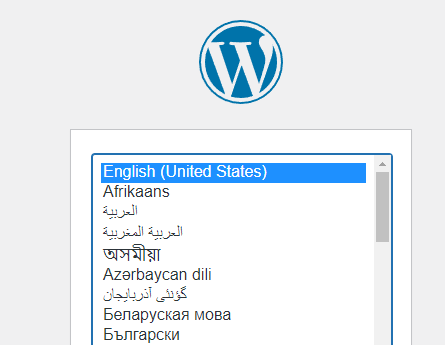 English (United States)
Afrikaans
العربية
العربية المغربية
অসমীয়া
Azərbaycan dili
گؤنئی آذربایجان
Беларуская мова
Български